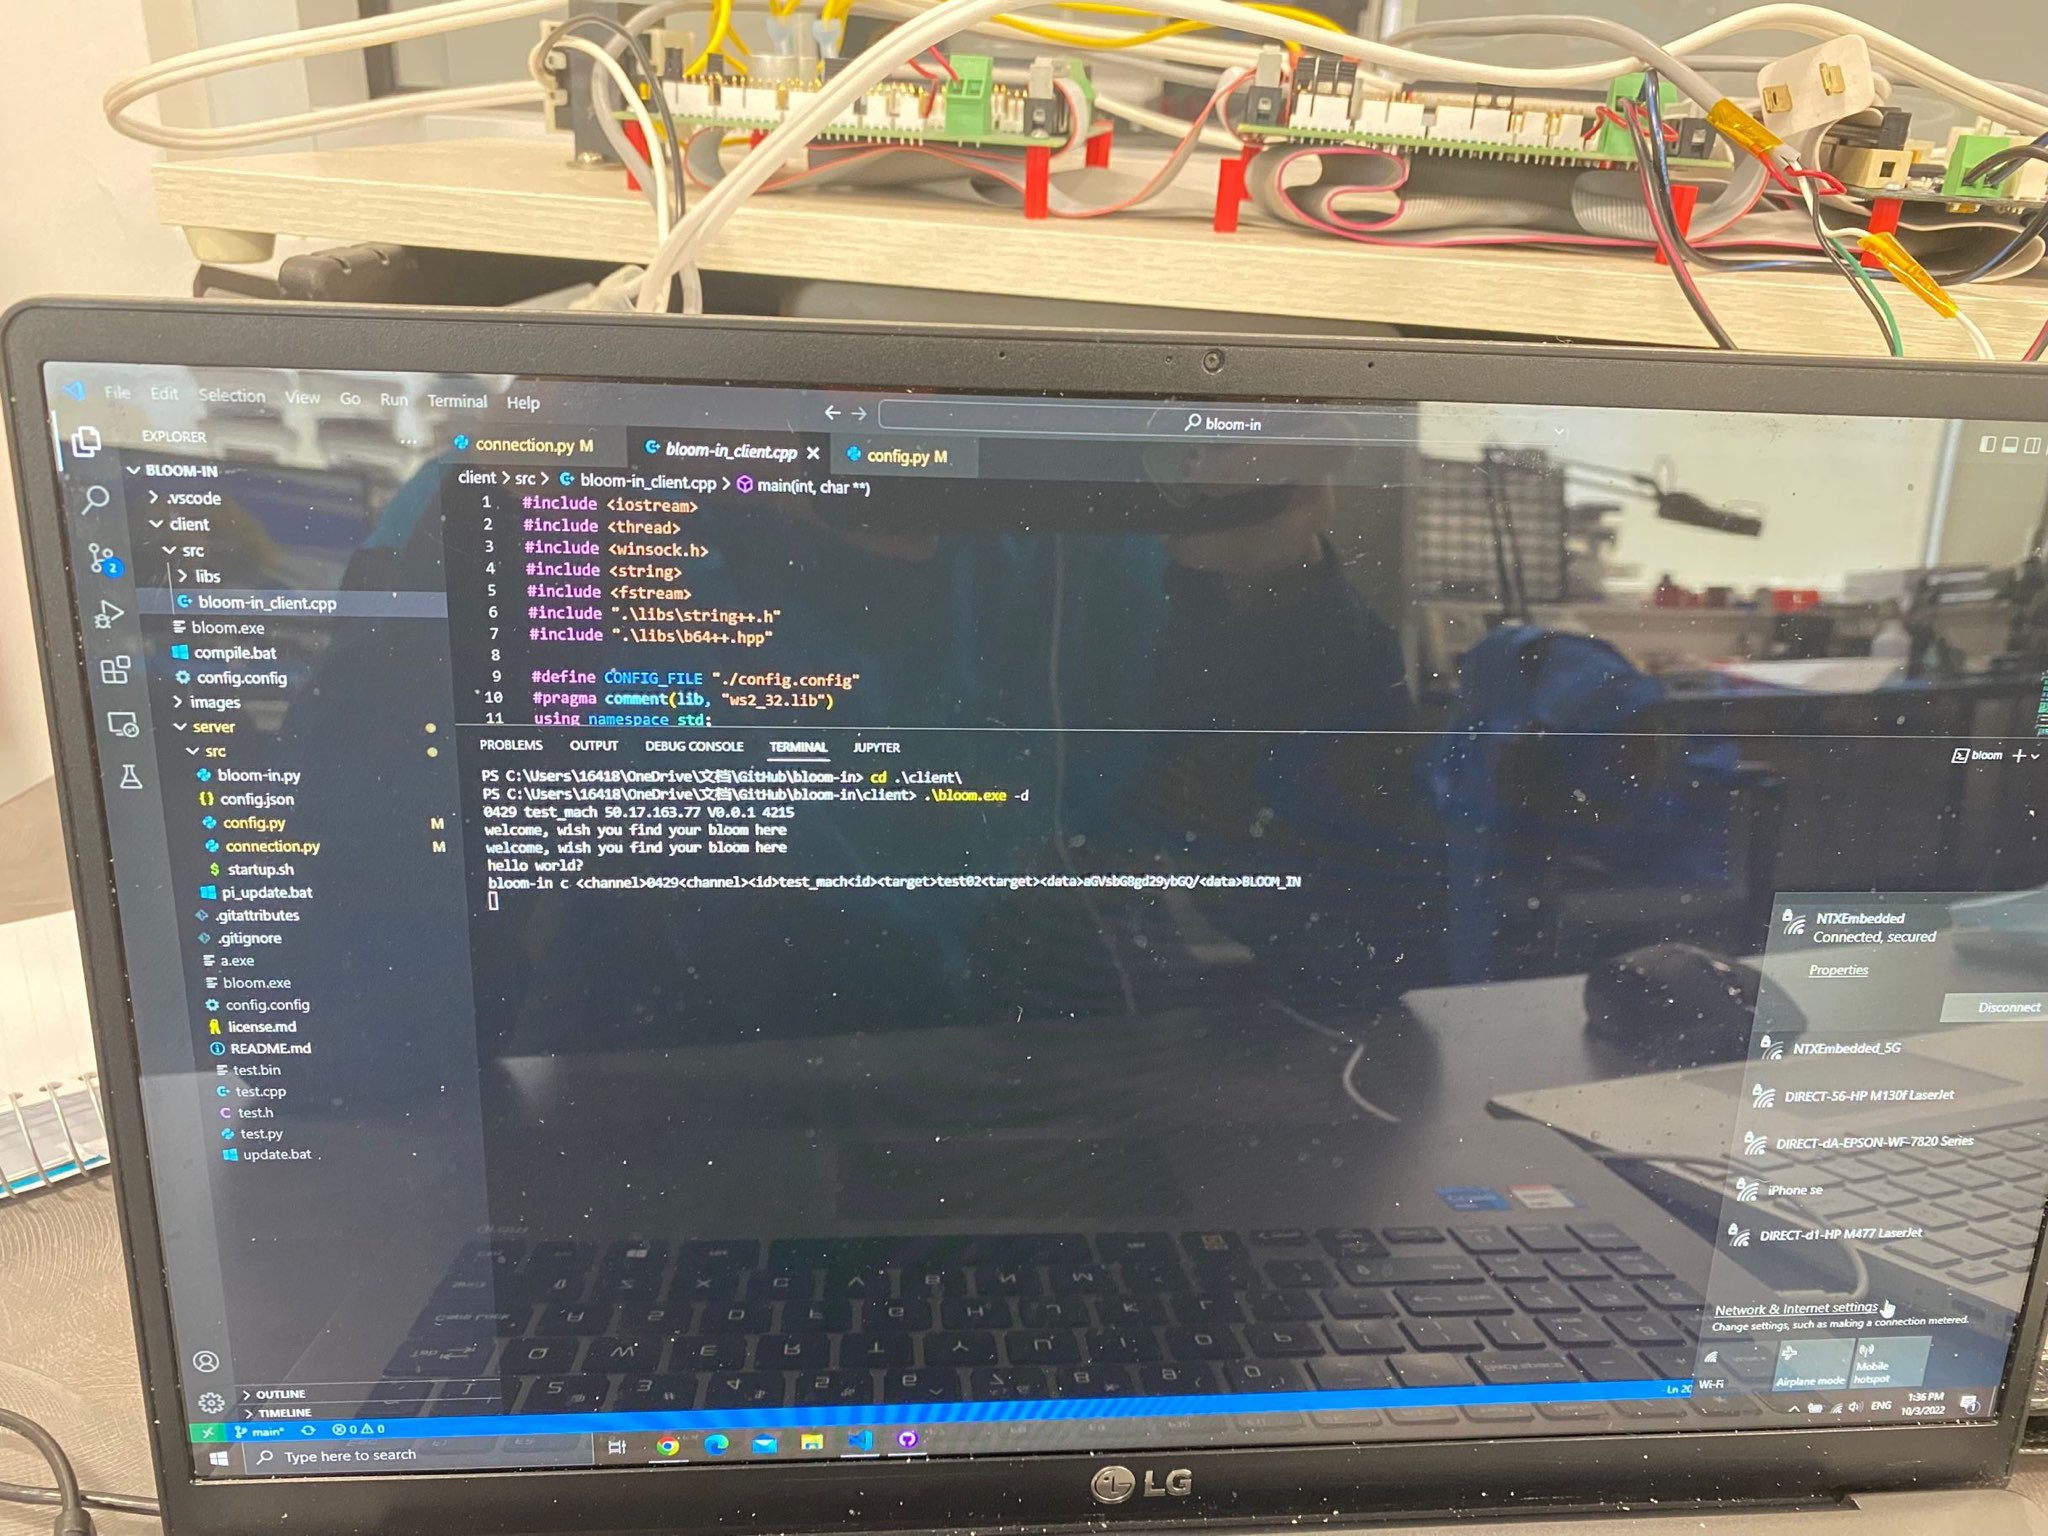 File Edit Selection View Go Run Terminal Help
bloom-in
EXPLORER
connection.py M
bloom-in_client.cpp
config.py M
BLOOM-IN
.vscode
client
src
libs
bloom-in_client.cpp
bloom.exe
compile.bat
config.config
images
server
src
bloom-in.py
config.json
config.py M
connection.py M
startup.sh
pi_update.bat
.gitattributes
.gitignore
a.exe
bloom.exe
config.config
license.md
README.md
test.bin
test.cpp
test.h
test.py
update.bat
OUTLINE
TIMELINE
2
client > src > bloom-in_client.cpp > main(int, char **)
1 #include <iostream>
2 #include <thread>
3 #include <winsock.h>
4 #include <string>
5 #include <fstream>
6 #include ".\libs\string++.h"
7 #include ".\libs\b64++.hpp"
8
9 #define CONFIG_FILE "./config.config"
10 #pragma comment(lib, "ws2_32.lib")
11 using namespace std;
PROBLEMS OUTPUT DEBUG CONSOLE TERMINAL JUPYTER
bloom
PS C:\Users\16418\OneDrive\文档\GitHub\bloom-in> cd .\client\
PS C:\Users\16418\OneDrive\文档\GitHub\bloom-in\client> .\bloom.exe -d
0429 test_mach 50.17.163.77 V0.0.1 4215
welcome, wish you find your bloom here
welcome, wish you find your bloom here
hello world?
bloom-in c <channel>0429<channel><id>test_mach<id><target>test02<target><data>aGVsbG8gd29ybGQ/<data>BLOOM_IN
NTXEmbedded
Connected, secured
Properties
Disconnect
NTXEmbedded_5G
DIRECT-56-HP M130f LaserJet
DIRECT-dA-EPSON-WF-7820 Series
iPhone se
DIRECT-d1-HP M477 LaserJet
Network & Internet settings
Change settings, such as making a connection metered.
Wi-Fi
Airplane mode
Mobile hotspot
main* 0 0
Ln 20
Type here to search
ENG
1:36 PM
10/3/2022
LG